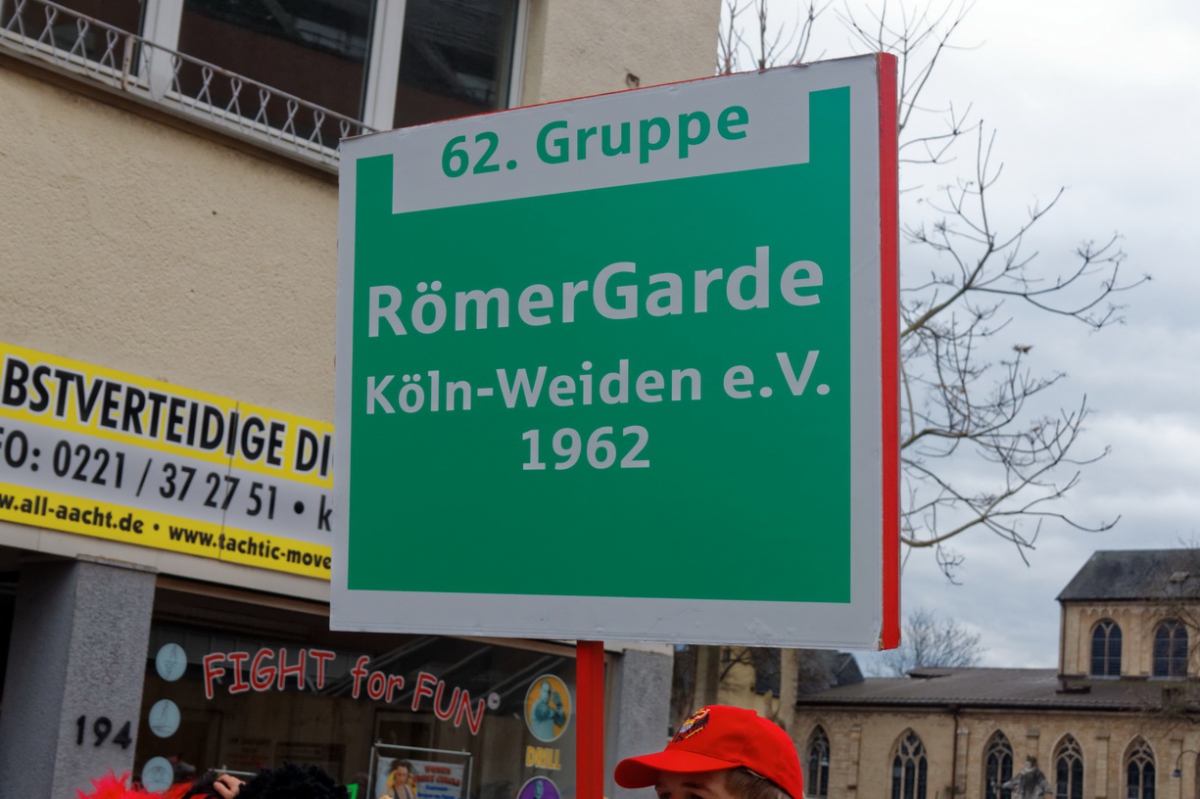 62. Gruppe
RömerGarde
Köln-Weiden e.V.
1962
BSTVERTEIDIGE DI
FO: 0221 / 37 27 51 • k
w.all-aacht.de • www.tachtic-move
FIGHT for FUN
194
DRILL